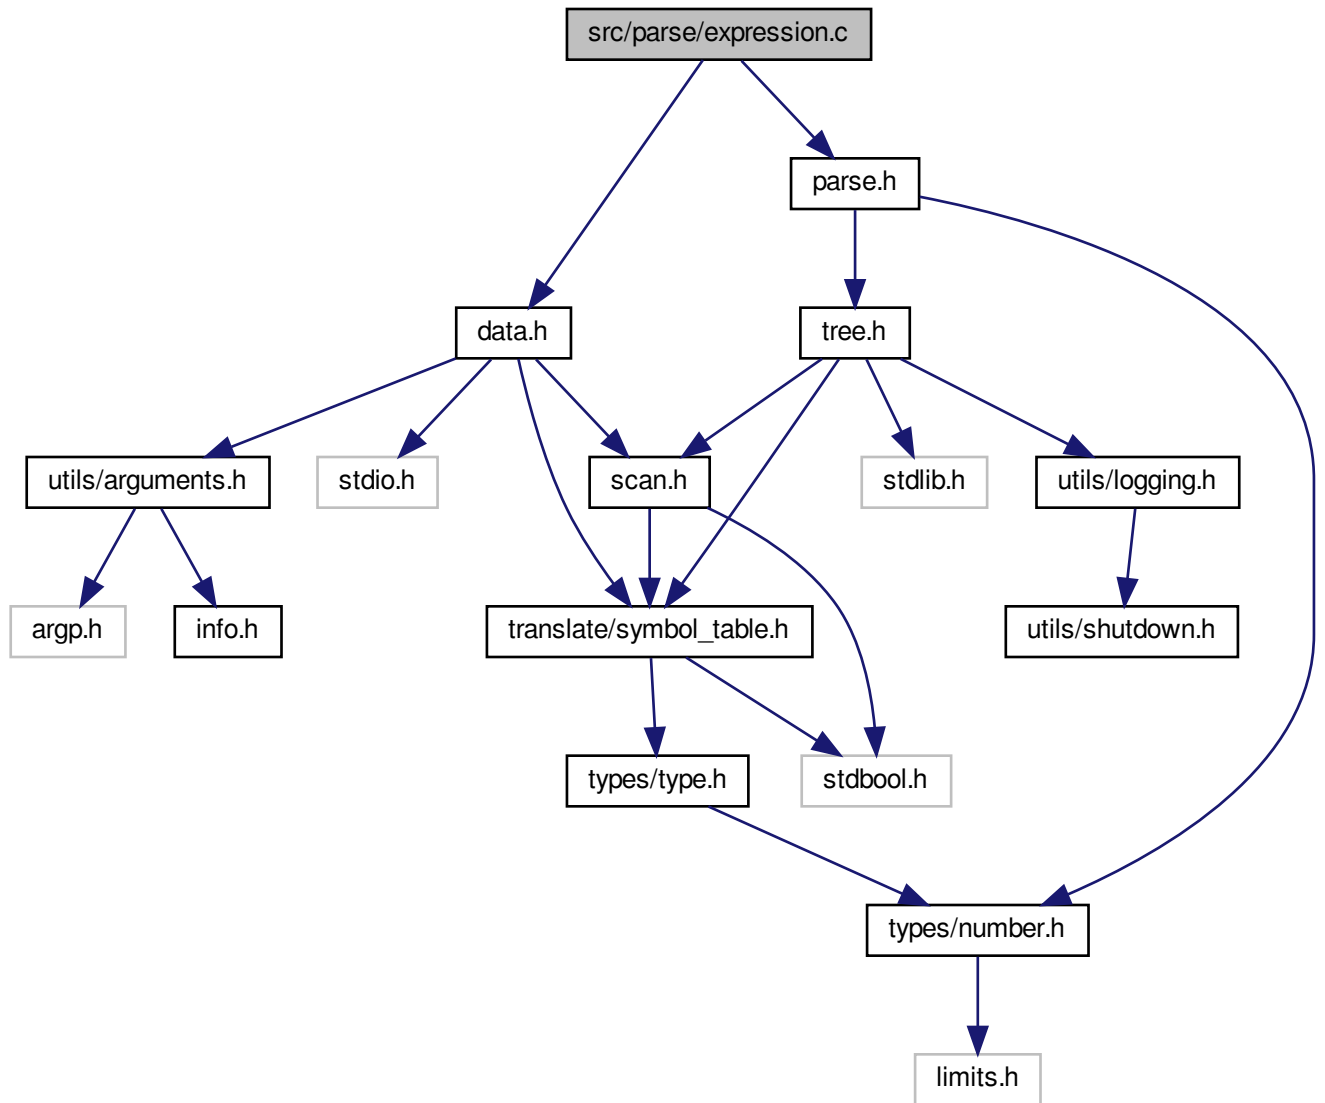 src/parse/expression.c
parse.h
data.h
tree.h
utils/arguments.h
stdio.h
scan.h
stdlib.h
utils/logging.h
argp.h
info.h
translate/symbol_table.h
utils/shutdown.h
types/type.h
stdbool.h
types/number.h
limits.h